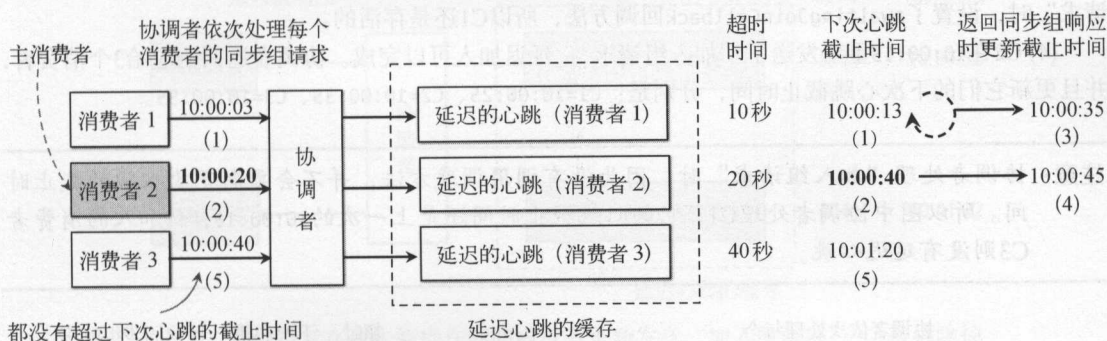 协调者依次处理每个
消费者的同步组请求
主消费者
超时
时间
下次心跳
截止时间
返回同步组响应
时更新截止时间
消费者 1
10:00:03
(1)
延迟的心跳（消费者 1）
10秒
10:00:13
(1)
10:00:35
(3)
协
调
者
消费者 2
10:00:20
(2)
延迟的心跳（消费者 2）
20秒
10:00:40
(2)
10:00:45
(4)
消费者 3
10:00:40
(5)
延迟的心跳（消费者 3）
40秒
10:01:20
(5)
都没有超过下次心跳的截止时间
延迟心跳的缓存